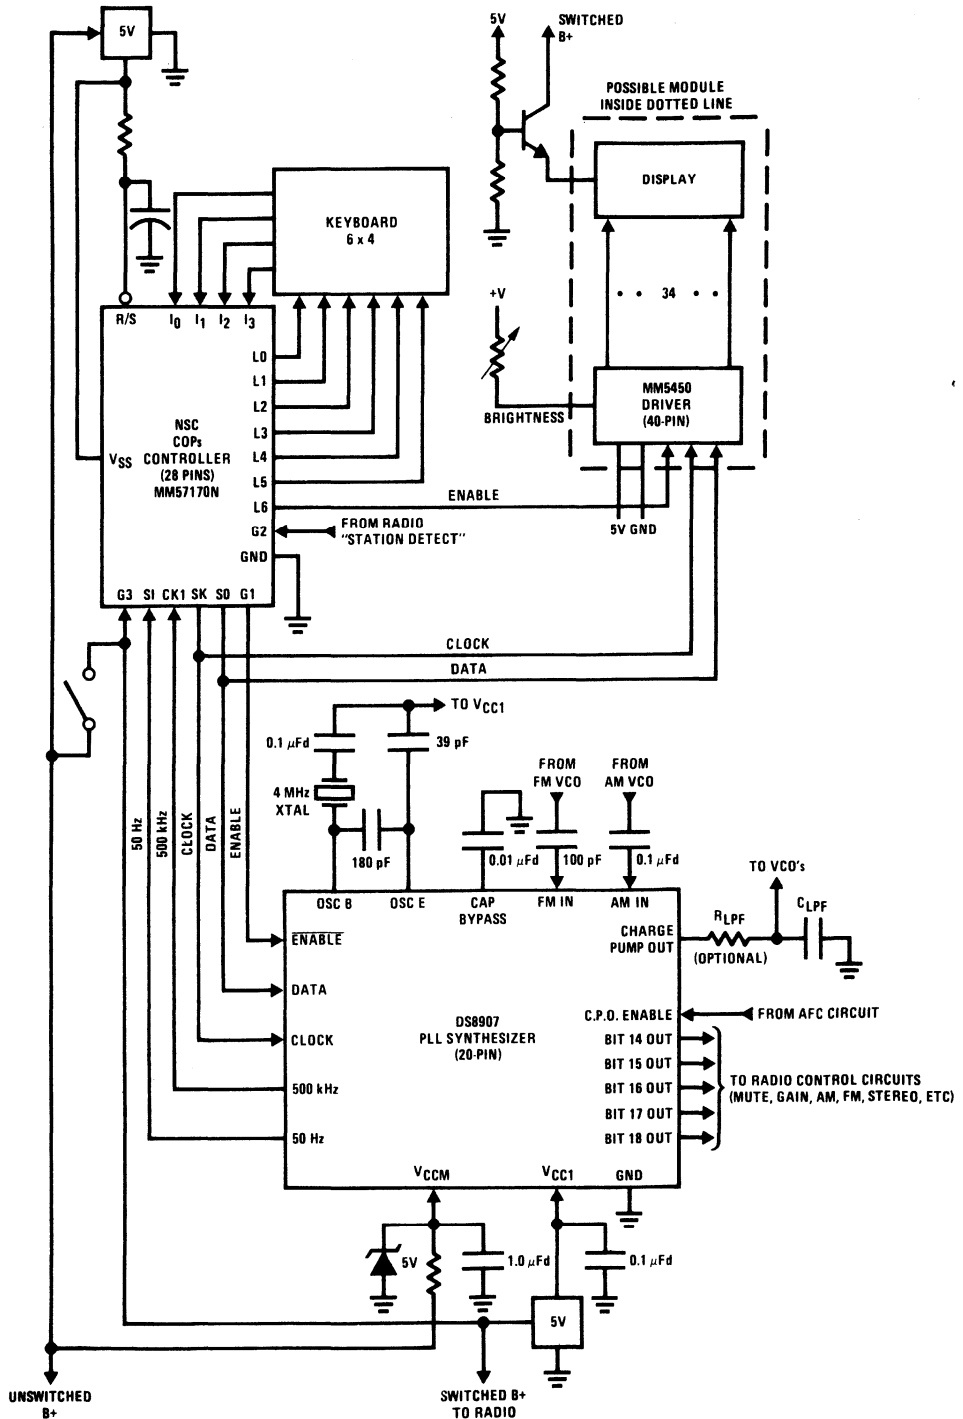 5V
5V
SWITCHED
B+
POSSIBLE MODULE
INSIDE DOTTED LINE
DISPLAY
KEYBOARD
6 x 4
34
+V
BRIGHTNESS
MM5450
DRIVER
(40-PIN)
5V GND
R/S
I0
I1
I2
I3
L0
L1
L2
L3
L4
L5
L6
G2
GND
NSC
COPs
CONTROLLER
(28 PINS)
MM57170N
VSS
ENABLE
FROM RADIO
"STATION DETECT"
G3 SI CK1 SK SO G1
CLOCK
DATA
TO VCC1
0.1 µFd
39 pF
4 MHz
XTAL
180 pF
50 Hz
500 kHz
CLOCK
DATA
ENABLE
FROM
FM VCO
FROM
AM VCO
0.01 µFd
100 pF
0.1 µFd
OSC B
OSC E
CAP
BYPASS
FM IN
AM IN
TO VCO's
RLPF
CLPF
(OPTIONAL)
CHARGE
PUMP OUT
ENABLE
DATA
CLOCK
500 kHz
50 Hz
DS8907
PLL SYNTHESIZER
(20-PIN)
C.P.O. ENABLE
FROM AFC CIRCUIT
BIT 14 OUT
BIT 15 OUT
BIT 16 OUT
BIT 17 OUT
BIT 18 OUT
TO RADIO CONTROL CIRCUITS
(MUTE, GAIN, AM, FM, STEREO, ETC)
VCCM
VCC1
GND
5V
1.0 µFd
0.1 µFd
5V
UNSWITCHED
B+
SWITCHED B+
TO RADIO